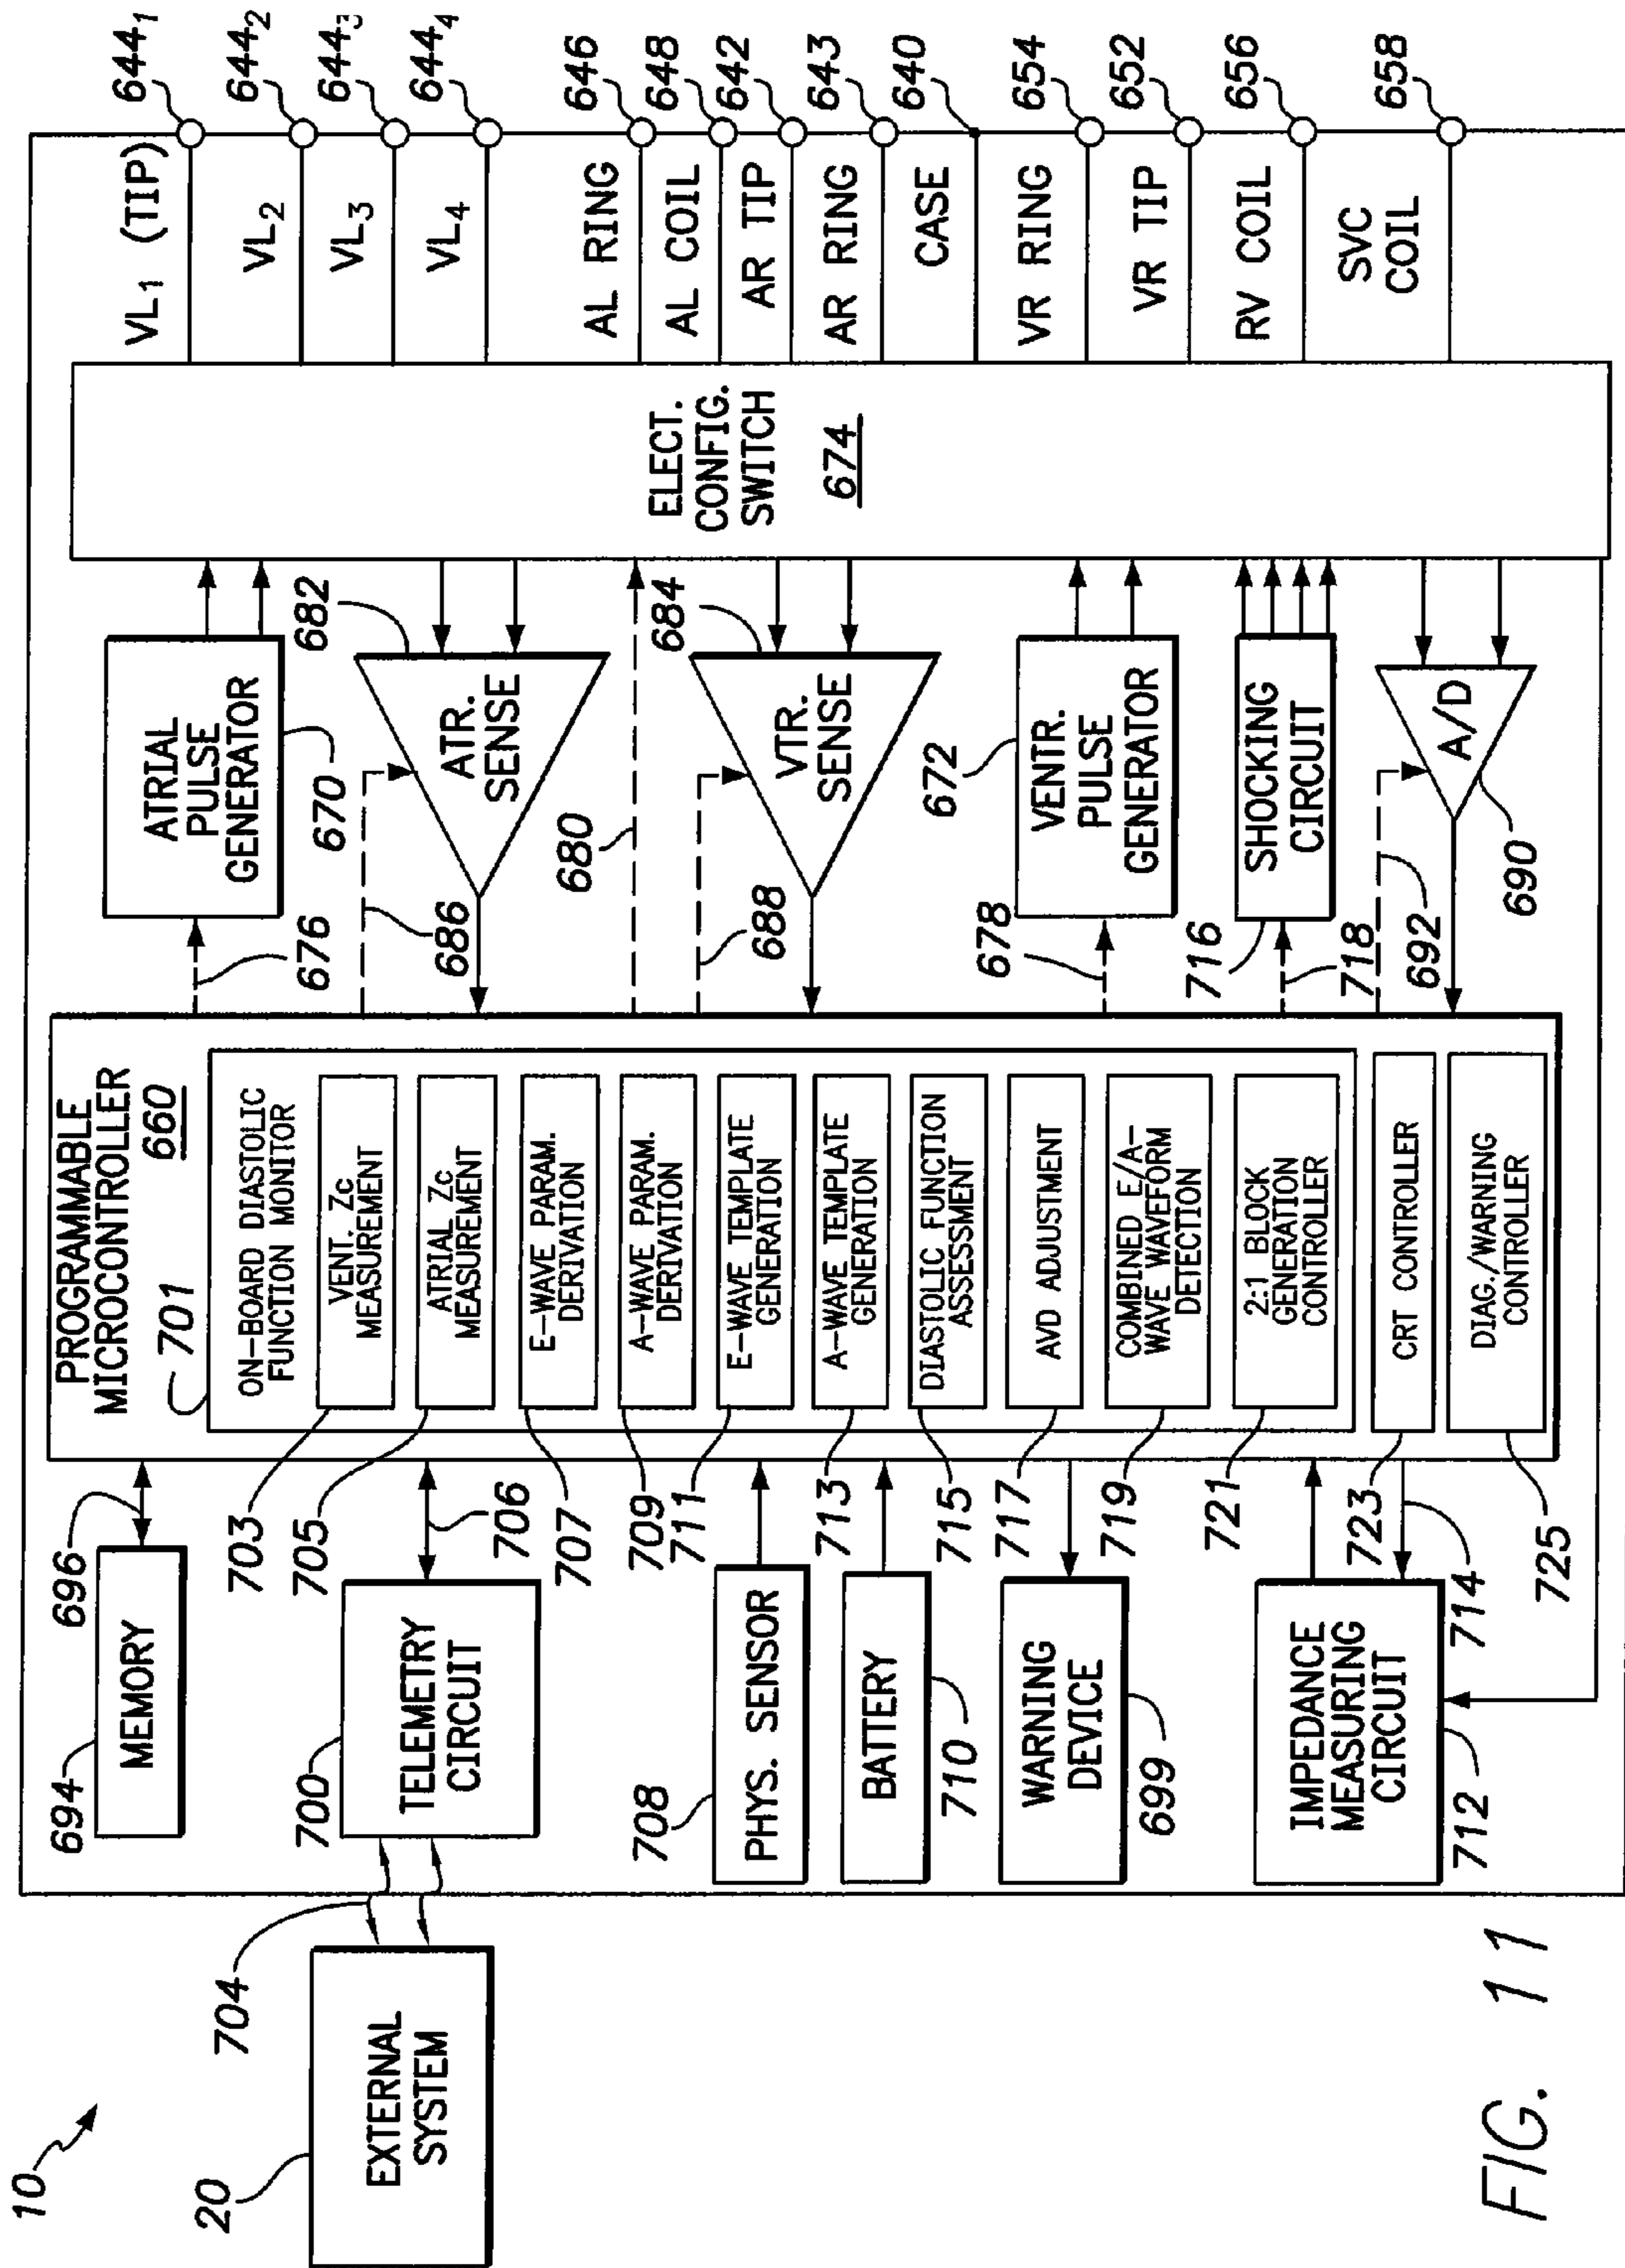 10
20
EXTERNAL
SYSTEM
704
694
MEMORY
696
700
TELEMETRY
CIRCUIT
706
708
PHYS. SENSOR
BATTERY
710
WARNING
DEVICE
699
IMPEDANCE
MEASURING
CIRCUIT
712
714
PROGRAMMABLE
MICROCONTROLLER
660
701
ON-BOARD DIASTOLIC
FUNCTION MONITOR
703
VENT. Zc
MEASUREMENT
705
ATRIAL Zc
MEASUREMENT
707
E-WAVE PARAM.
DERIVATION
709
A-WAVE PARAM.
DERIVATION
711
E-WAVE TEMPLATE
GENERATION
713
A-WAVE TEMPLATE
GENERATION
715
DIASTOLIC FUNCTION
ASSESSMENT
717
AVD ADJUSTMENT
719
COMBINED E/A-
WAVE WAVEFORM
DETECTION
721
2:1 BLOCK
GENERATION
CONTROLLER
723
CRT CONTROLLER
725
DIAG./WARNING
CONTROLLER
676
ATRIAL
PULSE
GENERATOR
670
686
ATR.
SENSE
682
680
688
VTR.
SENSE
684
678
VENTR.
PULSE
GENERATOR
672
716
SHOCKING
CIRCUIT
718
692
A/D
690
ELECT.
CONFIG.
SWITCH
674
VL1 (TIP)
644₁
VL2
644₂
VL3
644₃
VL4
644₄
AL RING
646
AL COIL
648
AR TIP
642
AR RING
643
CASE
640
VR RING
654
VR TIP
652
RV COIL
656
SVC
COIL
658
FIG. 11